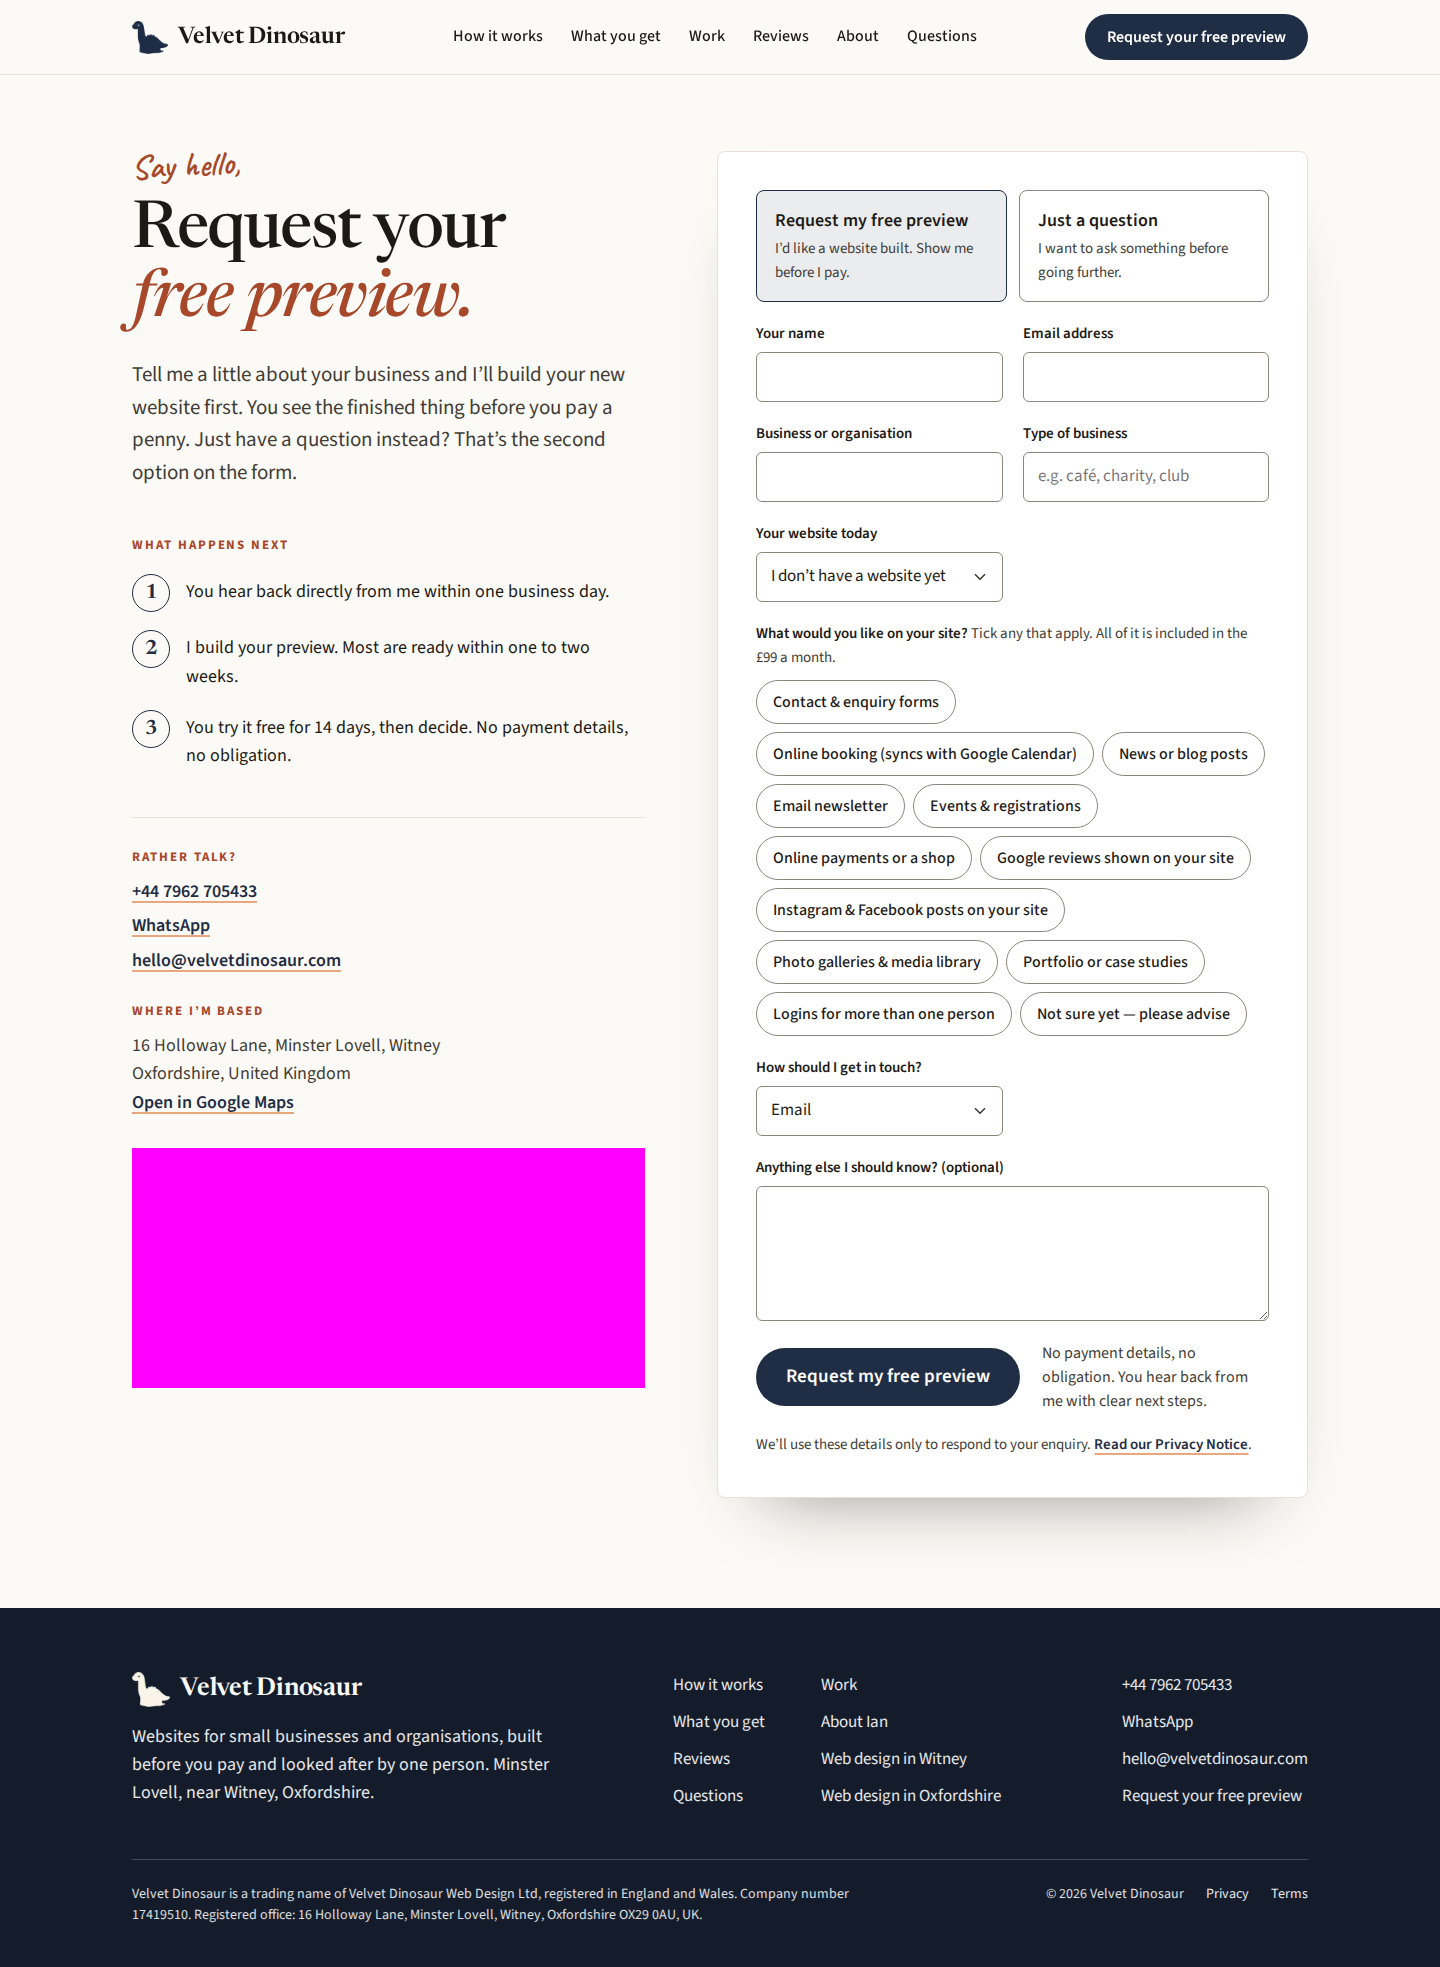 Velvet Dinosaur
How it works
What you get
Work
Reviews
About
Questions
Request your free preview
Say hello,
Request your
free preview.
Tell me a little about your business and I’ll build your new
website first. You see the finished thing before you pay a
penny. Just have a question instead? That’s the second
option on the form.
WHAT HAPPENS NEXT
1
You hear back directly from me within one business day.
2
I build your preview. Most are ready within one to two
weeks.
3
You try it free for 14 days, then decide. No payment details,
no obligation.
RATHER TALK?
+44 7962 705433
WhatsApp
hello@velvetdinosaur.com
WHERE I’M BASED
16 Holloway Lane, Minster Lovell, Witney
Oxfordshire, United Kingdom
Open in Google Maps
Request my free preview
I’d like a website built. Show me
before I pay.
Just a question
I want to ask something before
going further.
Your name
Email address
Business or organisation
Type of business
e.g. café, charity, club
Your website today
I don’t have a website yet
What would you like on your site? Tick any that apply. All of it is included in the
£99 a month.
Contact & enquiry forms
Online booking (syncs with Google Calendar)
News or blog posts
Email newsletter
Events & registrations
Online payments or a shop
Google reviews shown on your site
Instagram & Facebook posts on your site
Photo galleries & media library
Portfolio or case studies
Logins for more than one person
Not sure yet — please advise
How should I get in touch?
Email
Anything else I should know? (optional)
Request my free preview
No payment details, no
obligation. You hear back from
me with clear next steps.
We’ll use these details only to respond to your enquiry. Read our Privacy Notice.
Velvet Dinosaur
Websites for small businesses and organisations, built
before you pay and looked after by one person. Minster
Lovell, near Witney, Oxfordshire.
How it works
What you get
Reviews
Questions
Work
About Ian
Web design in Witney
Web design in Oxfordshire
+44 7962 705433
WhatsApp
hello@velvetdinosaur.com
Request your free preview
Velvet Dinosaur is a trading name of Velvet Dinosaur Web Design Ltd, registered in England and Wales. Company number
17419510. Registered office: 16 Holloway Lane, Minster Lovell, Witney, Oxfordshire OX29 0AU, UK.
© 2026 Velvet Dinosaur
Privacy
Terms